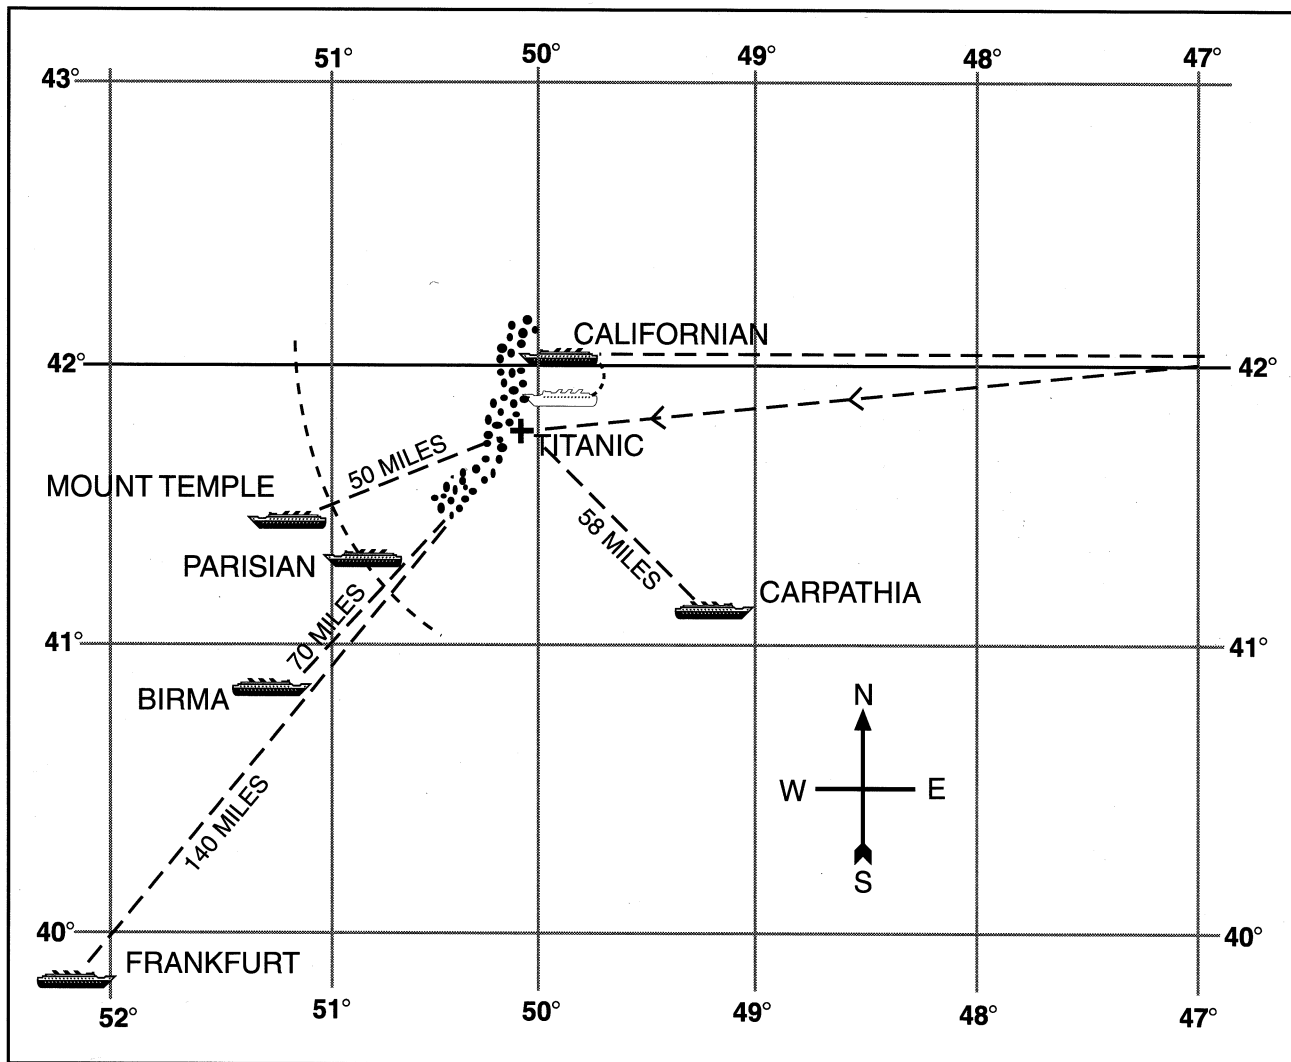 51° 50° 49° 48° 47°
43°
CALIFORNIAN
42° 42°
TITANIC
50 MILES
MOUNT TEMPLE
58 MILES
PARISIAN
CARPATHIA
70 MILES
41° 41°
BIRMA
N
W E
S
140 MILES
40° 40°
FRANKFURT
52° 51° 50° 49° 48° 47°